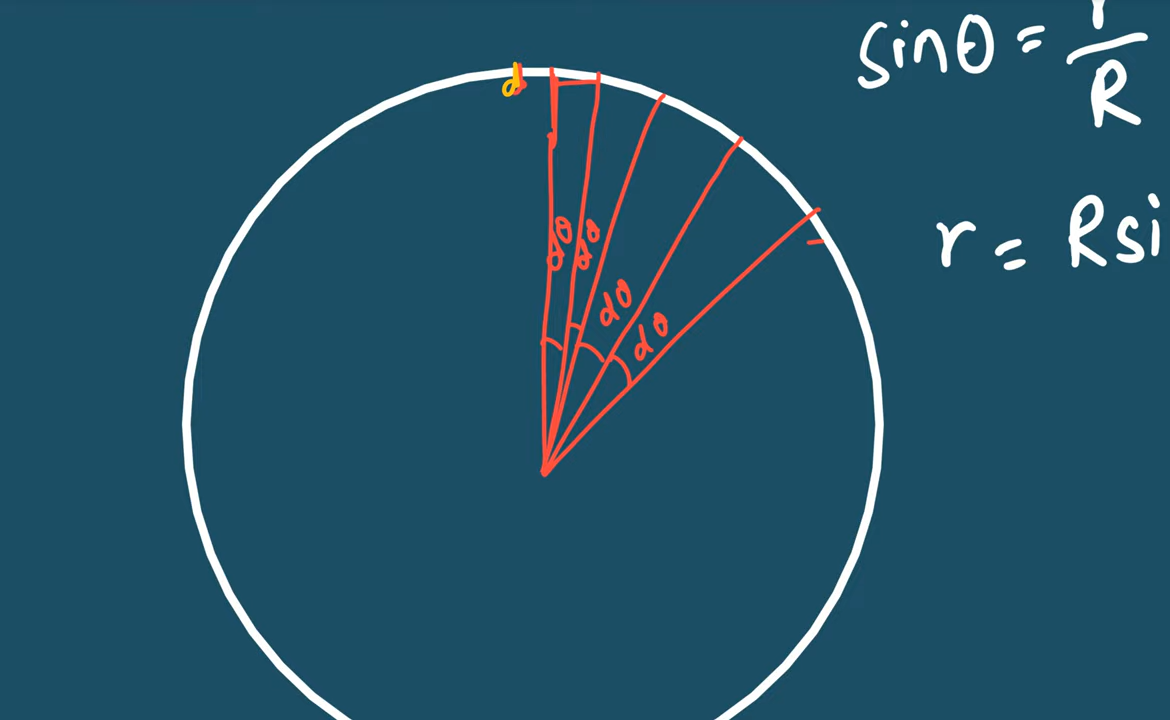 sinθ = r/R
d
r = Rsi
dθ dθ
dθ
dθ